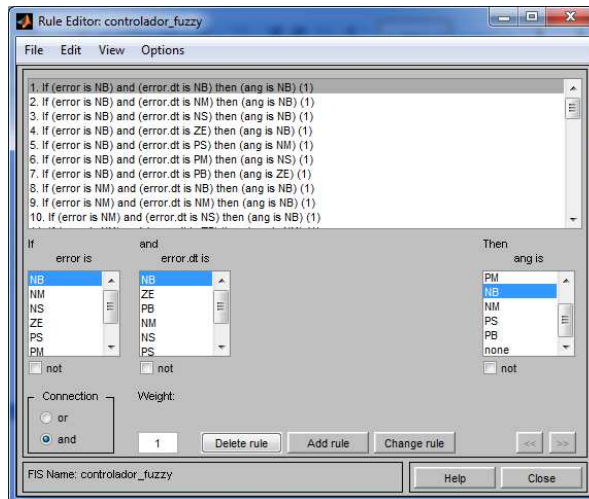 Rule Editor: controlador_fuzzy
File Edit View Options
1. If (error is NB) and (error.dt is NB) then (ang is NB) (1)
2. If (error is NB) and (error.dt is NM) then (ang is NB) (1)
3. If (error is NB) and (error.dt is NS) then (ang is NB) (1)
4. If (error is NB) and (error.dt is ZE) then (ang is NB) (1)
5. If (error is NB) and (error.dt is PS) then (ang is NM) (1)
6. If (error is NB) and (error.dt is PM) then (ang is NS) (1)
7. If (error is NB) and (error.dt is PB) then (ang is ZE) (1)
8. If (error is NM) and (error.dt is NB) then (ang is NB) (1)
9. If (error is NM) and (error.dt is NM) then (ang is NB) (1)
10. If (error is NM) and (error.dt is NS) then (ang is NB) (1)
If and Then
error is error.dt is ang is
NB NB PM
NM ZE NB
NS PB NM
ZE NM PS
PS NS PB
PM PS none
not not not
Connection Weight:
or
and 1 Delete rule Add rule Change rule << >>
FIS Name: controlador_fuzzy Help Close